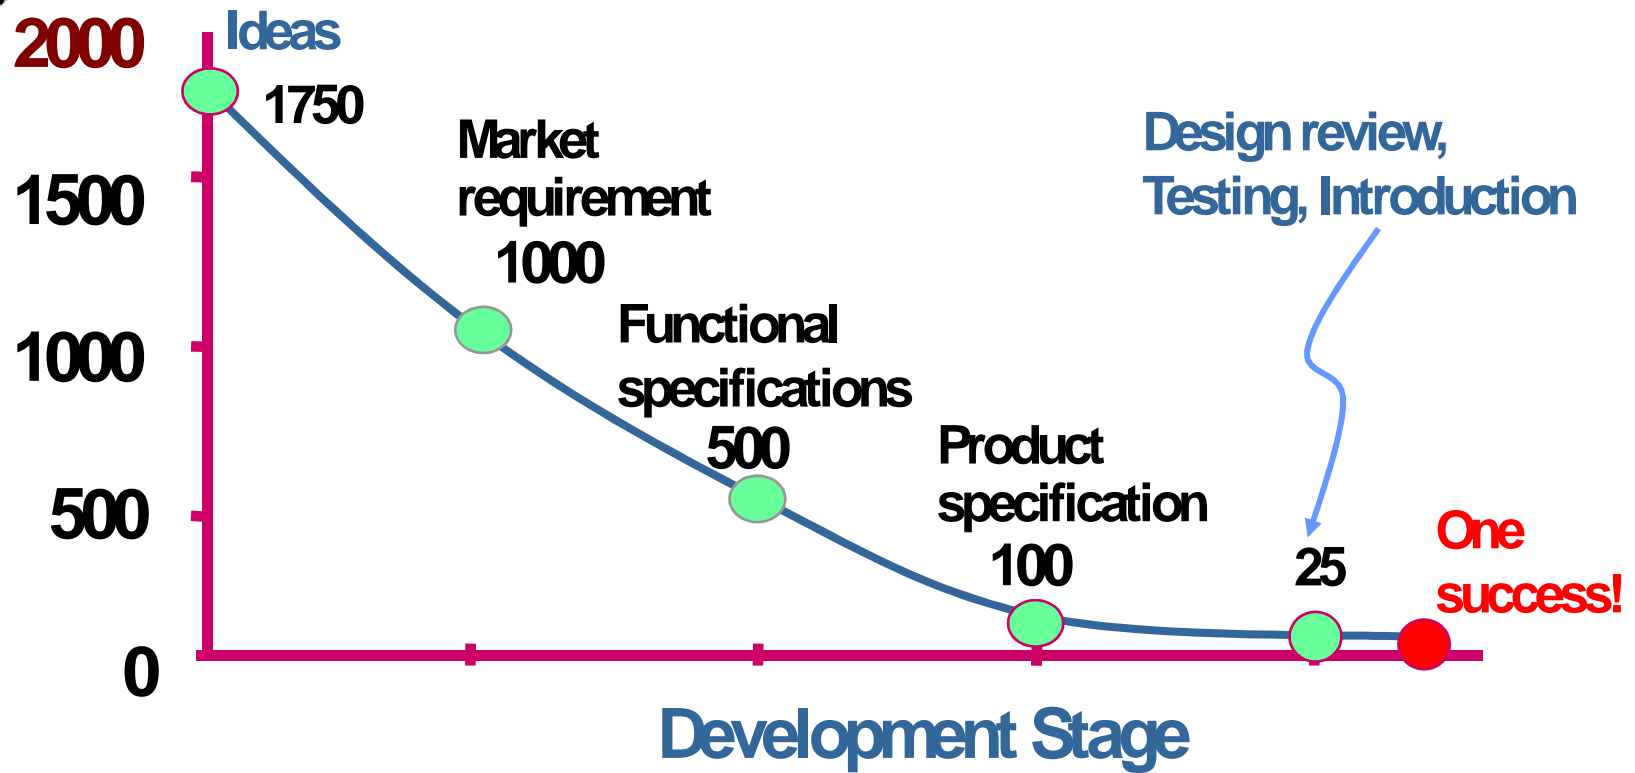 2000
Ideas
1750
Market
requirement
1000
Design review,
Testing, Introduction
1500
Functional
specifications
500
1000
Product
specification
100
500
25
One
success!
0
Development Stage